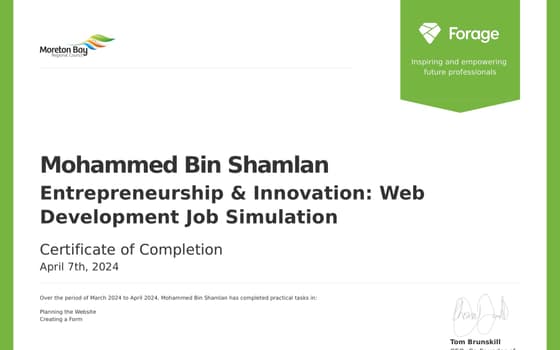 Moreton Bay
Regional Council
Forage
Inspiring and empowering
future professionals
Mohammed Bin Shamlan
Entrepreneurship & Innovation: Web
Development Job Simulation
Certificate of Completion
April 7th, 2024
Over the period of March 2024 to April 2024, Mohammed Bin Shamlan has completed practical tasks in:
Planning the Website
Creating a Form
Tom Brunskill